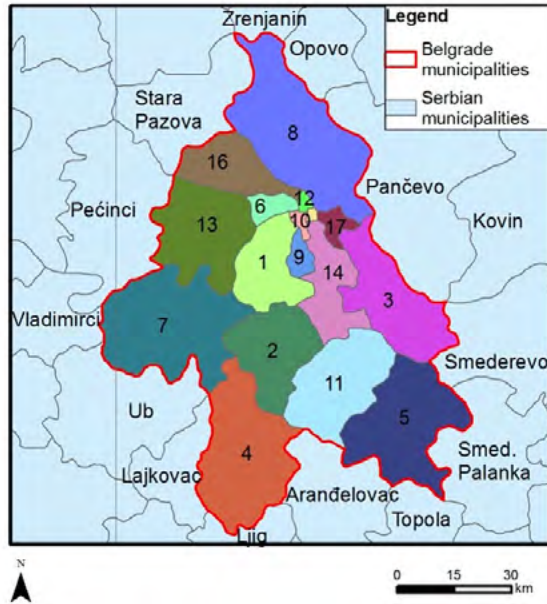 Zrenjanin
Opovo
Legend
Belgrade
municipalities
Serbian
municipalities
Stara
Pazova
8
16
Pančevo
Pećinci
12
6
10
17
Kovin
13
1
9
14
3
Vladimirci
7
2
Smederevo
11
Ub
5
4
Smed.
Palanka
Lajkovac
Aranđelovac
Topola
Ljig
N
0 15 30
km